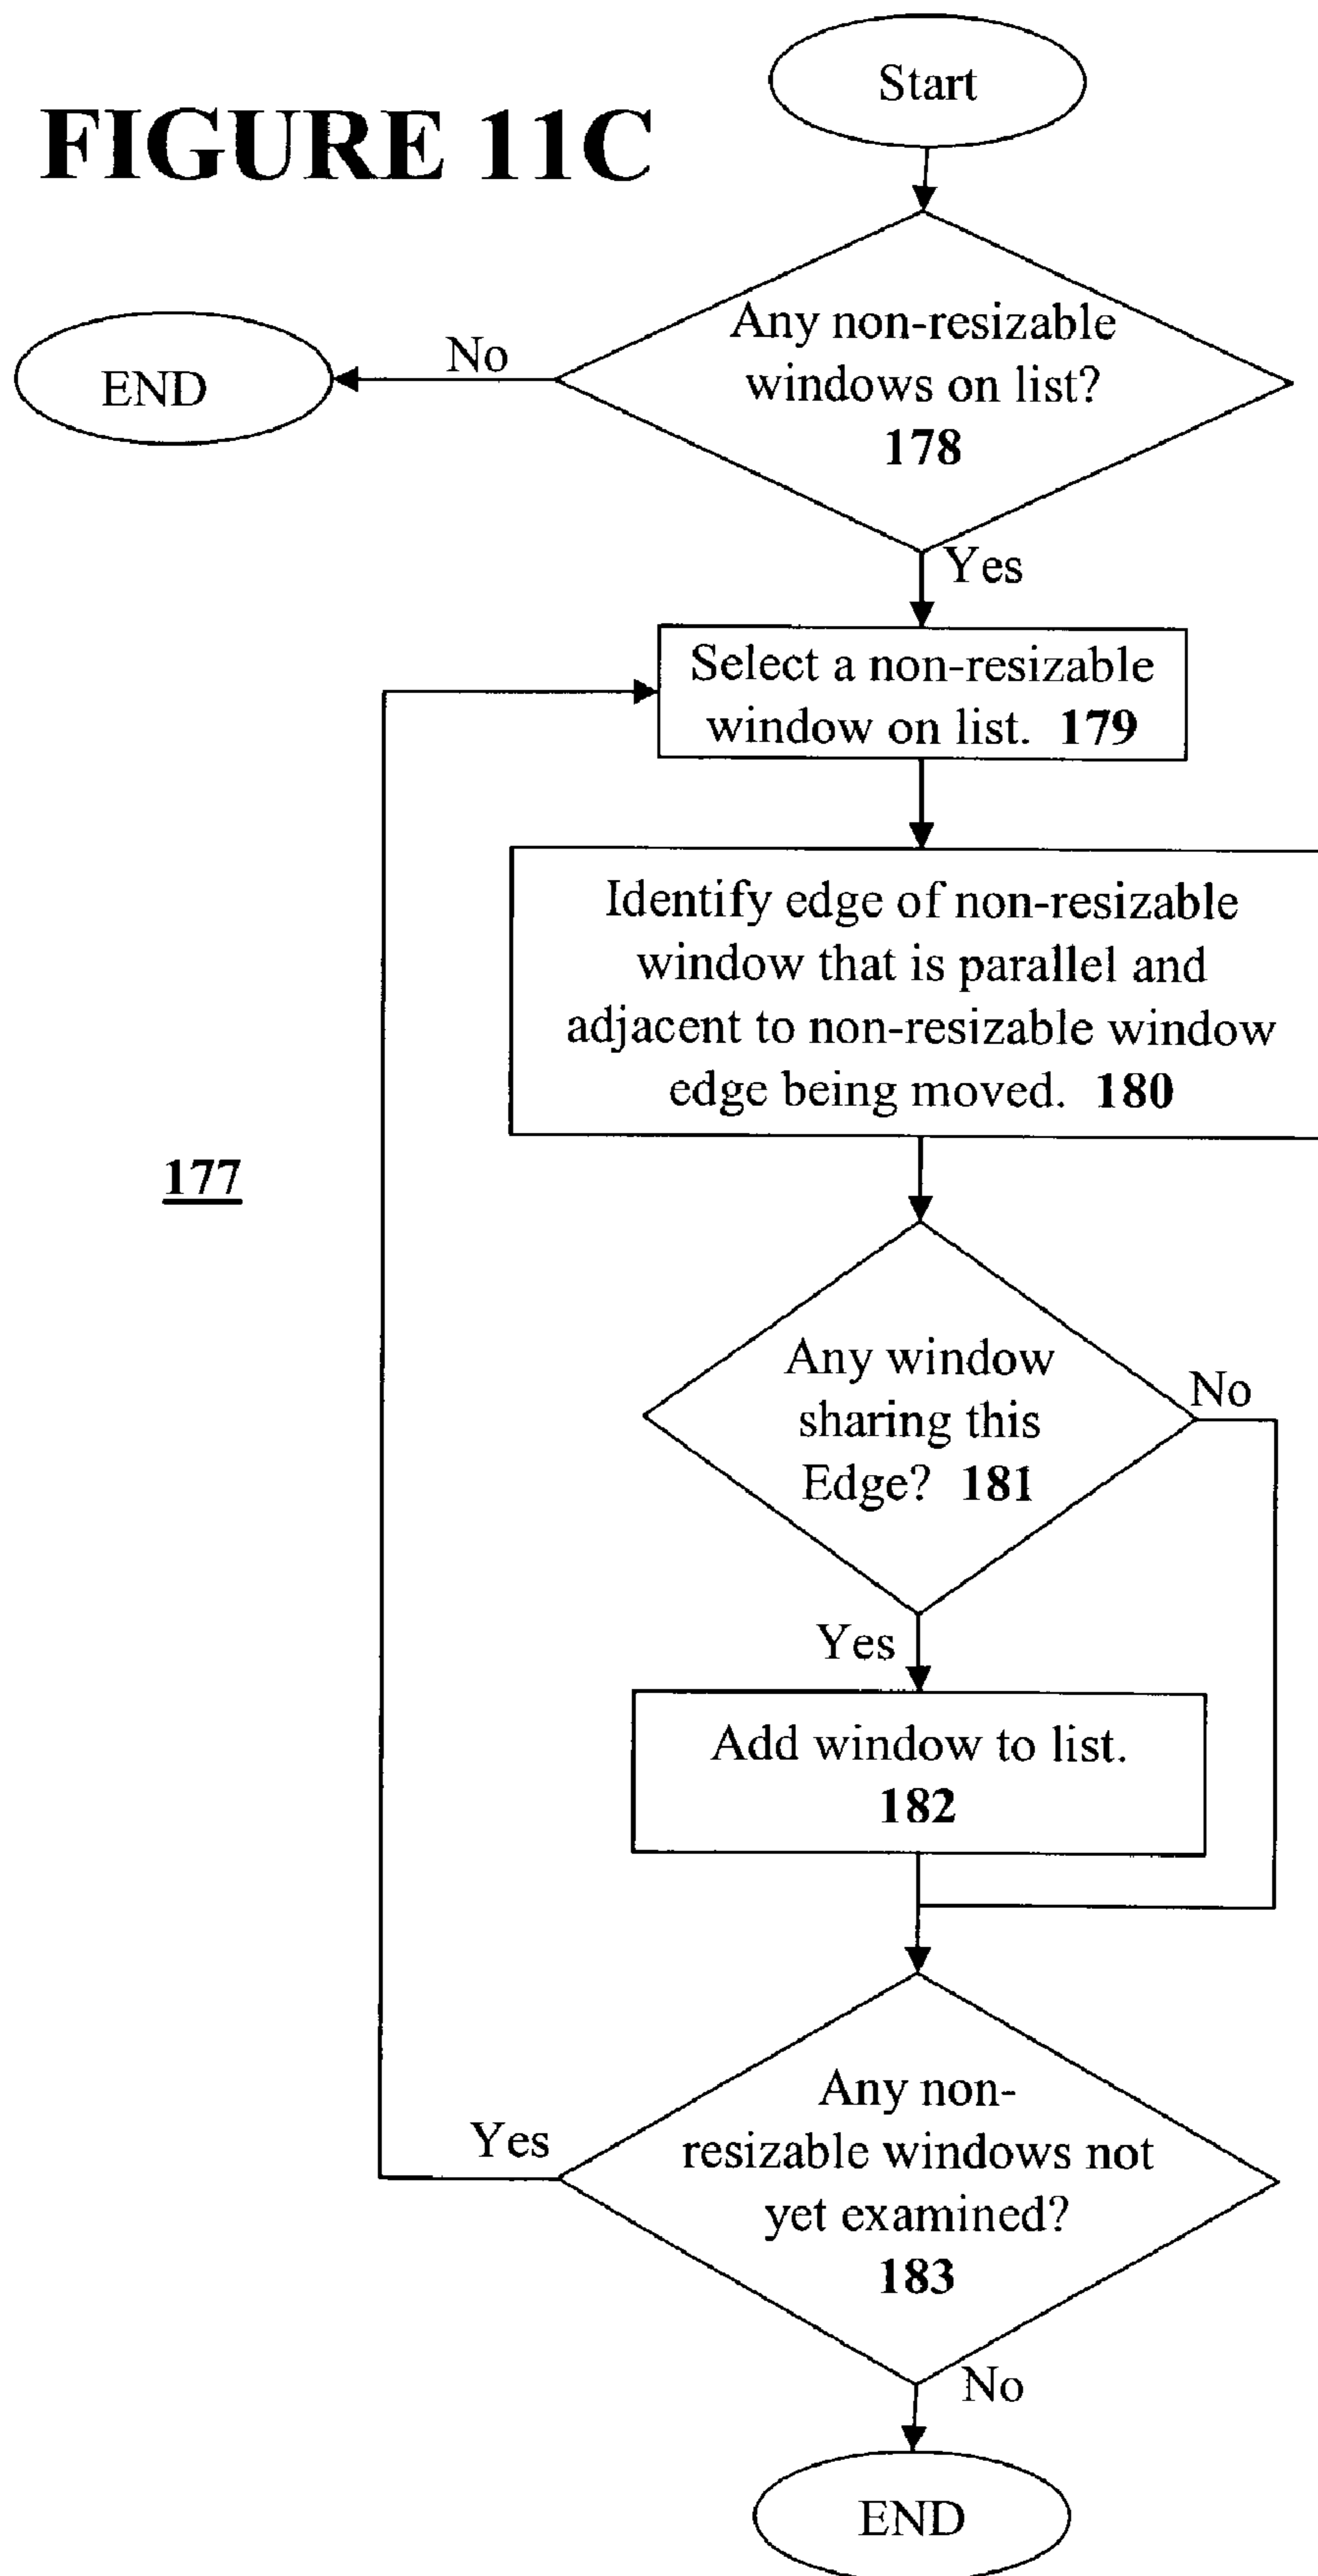 Start
FIGURE 11C
Any non-resizable
windows on list?
178
No
END
Yes
Select a non-resizable
window on list. 179
Identify edge of non-resizable
window that is parallel and
adjacent to non-resizable window
edge being moved. 180
177
Any window
sharing this
Edge? 181
No
Yes
Add window to list.
182
Any non-
resizable windows not
yet examined?
183
Yes
No
END